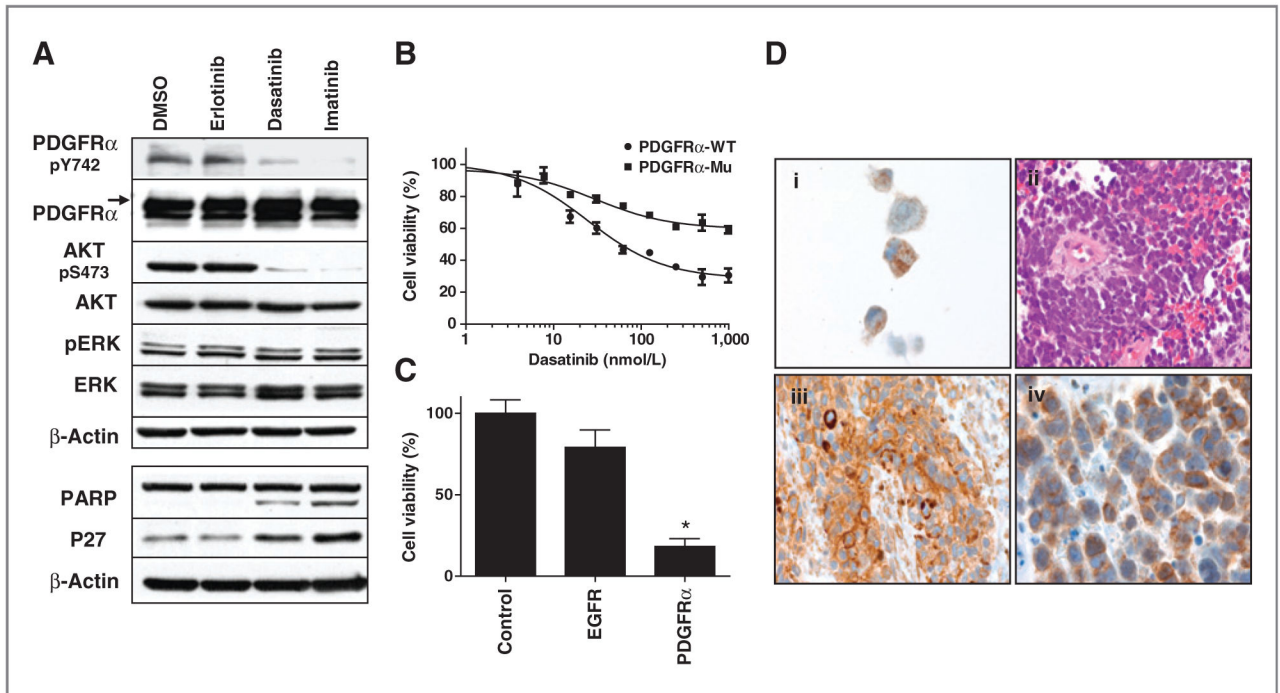 A
DMSO
Erlotinib
Dasatinib
Imatinib
PDGFRα
pY742
PDGFRα
AKT
pS473
AKT
pERK
ERK
β-Actin
PARP
P27
β-Actin
B
PDGFRα-WT
PDGFRα-Mu
Cell viability (%)
100
80
60
40
20
0
1
10
100
1,000
Dasatinib (nmol/L)
C
Cell viability (%)
100
50
0
*
Control
EGFR
PDGFRα
D
i
ii
iii
iv